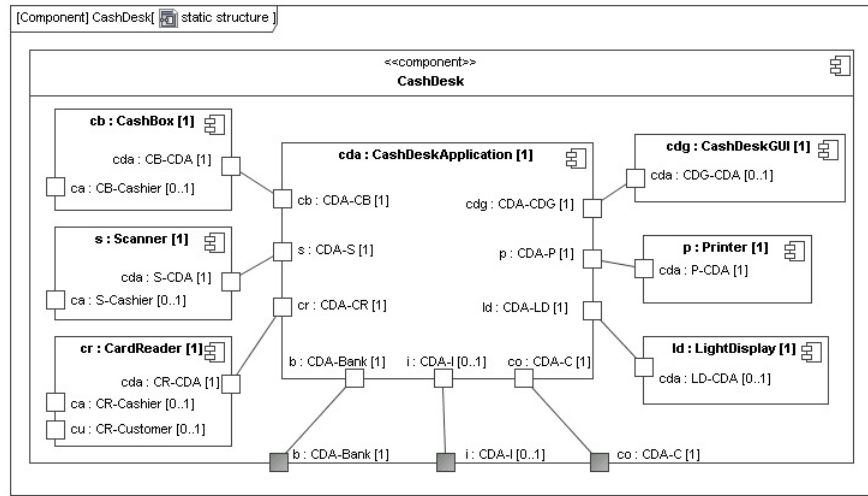 [Component] CashDesk[ static structure ]
<<component>>
CashDesk
cb : CashBox [1]
cda : CB-CDA [1]
ca : CB-Cashier [0..1]
s : Scanner [1]
cda : S-CDA [1]
ca : S-Cashier [0..1]
cr : CardReader [1]
cda : CR-CDA [1]
ca : CR-Cashier [0..1]
cu : CR-Customer [0..1]
cda : CashDeskApplication [1]
cb : CDA-CB [1]
s : CDA-S [1]
cr : CDA-CR [1]
cdg : CDA-CDG [1]
p : CDA-P [1]
ld : CDA-LD [1]
b : CDA-Bank [1]
i : CDA-I [0..1]
co : CDA-C [1]
cdg : CashDeskGUI [1]
cda : CDG-CDA [0..1]
p : Printer [1]
cda : P-CDA [1]
ld : LightDisplay [1]
cda : LD-CDA [0..1]
b : CDA-Bank [1]
i : CDA-I [0..1]
co : CDA-C [1]